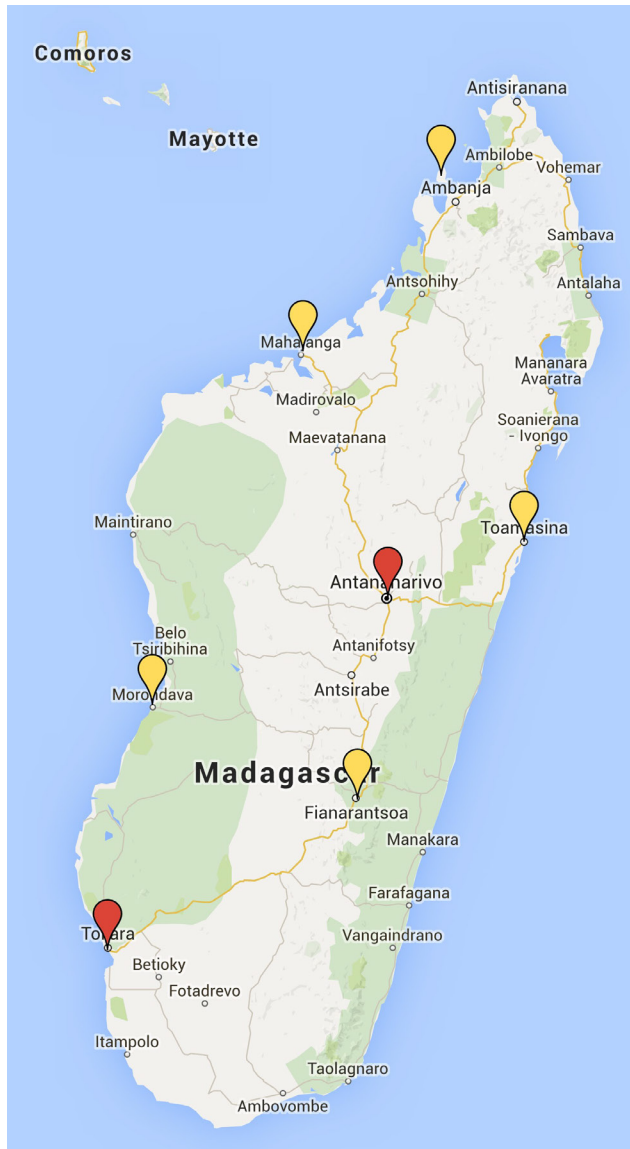 Comoros
Mayotte
Antisiranana
Ambilobe
Vohemar
Ambanja
Sambava
Antsohihy
Antalaha
Mahajanga
Mananara
Avaratra
Madirovalo
Soanierana
- Ivongo
Maevatanana
Maintirano
Toamasina
Antananarivo
Belo
Tsiribihina
Antanifotsy
Antsirabe
Morondava
Madagascar
Fianarantsoa
Manakara
Farafagana
Toliara
Vangaindrano
Betioky
Fotadrevo
Itampolo
Taolagnaro
Ambovombe